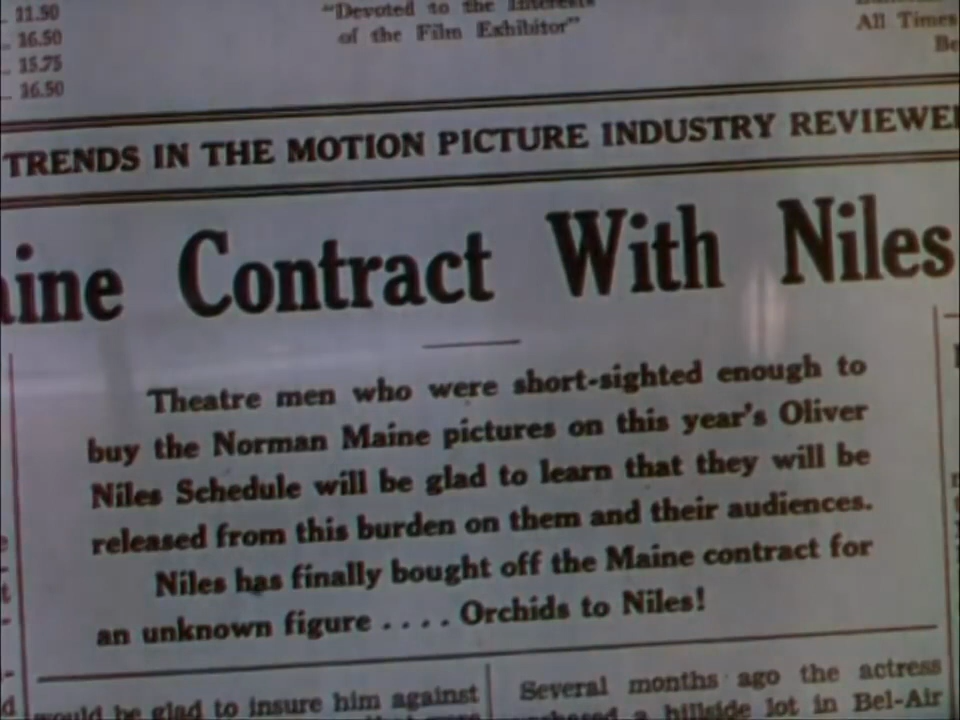 11.50
16.50
15.75
16.50
"Devoted to the Interests
of the Film Exhibitor"
All Times
TRENDS IN THE MOTION PICTURE INDUSTRY REVIEWE
aine Contract With Niles
Theatre men who were short-sighted enough to
buy the Norman Maine pictures on this year's Oliver
Niles Schedule will be glad to learn that they will be
released from this burden on them and their audiences.
Niles has finally bought off the Maine contract for
an unknown figure . . . . Orchids to Niles!
would be glad to insure him against
Several months ago the actress
a hillside lot in Bel-Air